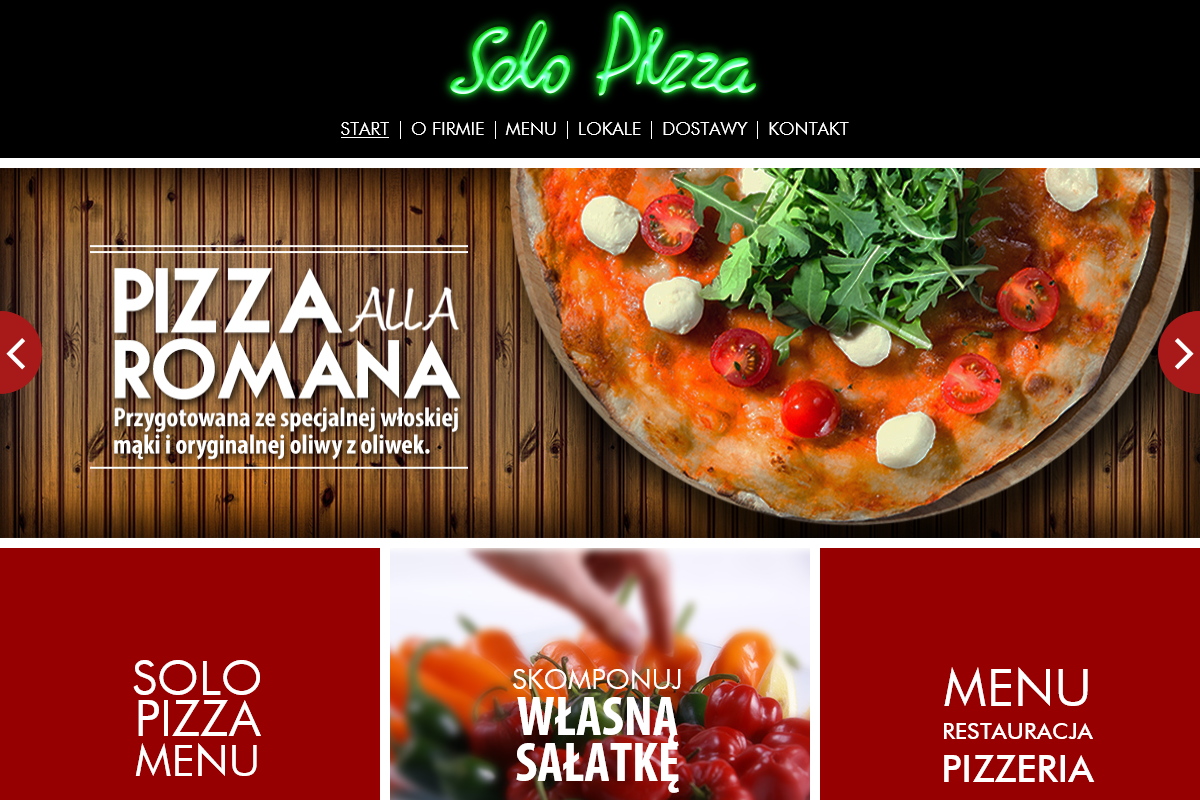 Solo Pizza
START | O FIRMIE | MENU | LOKALE | DOSTAWY | KONTAKT
PIZZA ALLA
ROMANA
Przygotowana ze specjalnej włoskiej
mąki i oryginalnej oliwy z oliwek.
SOLO
PIZZA
MENU
SKOMPONUJ
WŁASNĄ
SAŁATKĘ
MENU
RESTAURACJA
PIZZERIA